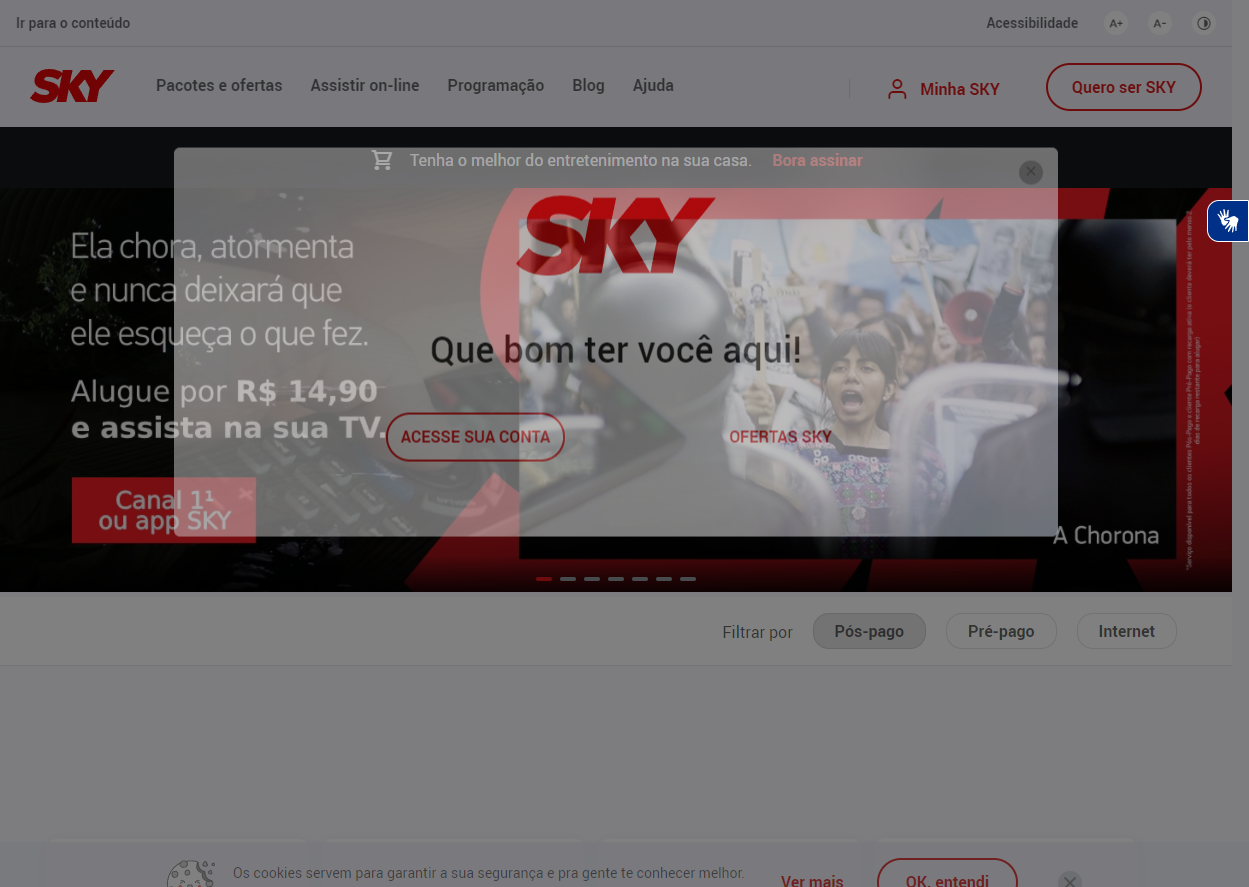 Ir para o conteúdo
Acessibilidade
A+
A-
SKY
Pacotes e ofertas
Assistir on-line
Programação
Blog
Ajuda
Minha SKY
Quero ser SKY
Tenha o melhor do entretenimento na sua casa. Bora assinar
SKY
Ela chora, atormenta
e nunca deixará que
ele esqueça o que fez.
Alugue por R$ 14,90
e assista na sua TV.
Canal 1¹
ou app SKY
Que bom ter você aqui!
ACESSE SUA CONTA
OFERTAS SKY
A Chorona
Filtrar por
Pós-pago
Pré-pago
Internet
Os cookies servem para garantir a sua segurança e pra gente te conhecer melhor.
Ver mais
OK, entendi